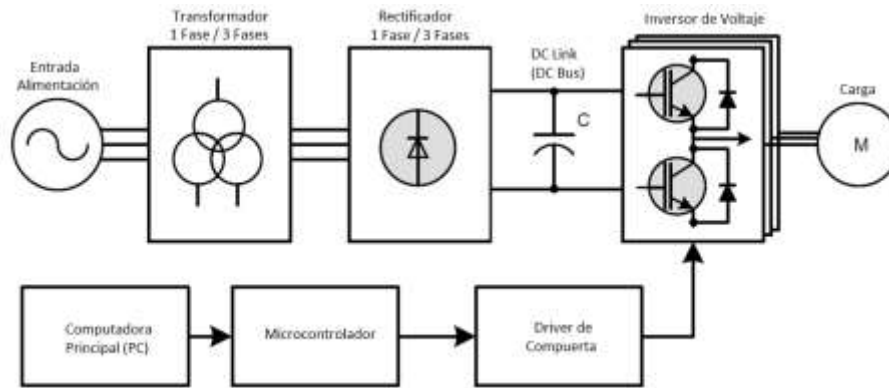 Entrada
Alimentación
Transformador
1 Fase / 3 Fases
Rectificador
1 Fase / 3 Fases
DC Link
(DC Bus)
C
Inversor de Voltaje
Carga
M
Computadora
Principal (PC)
Microcontrolador
Driver de
Compuerta